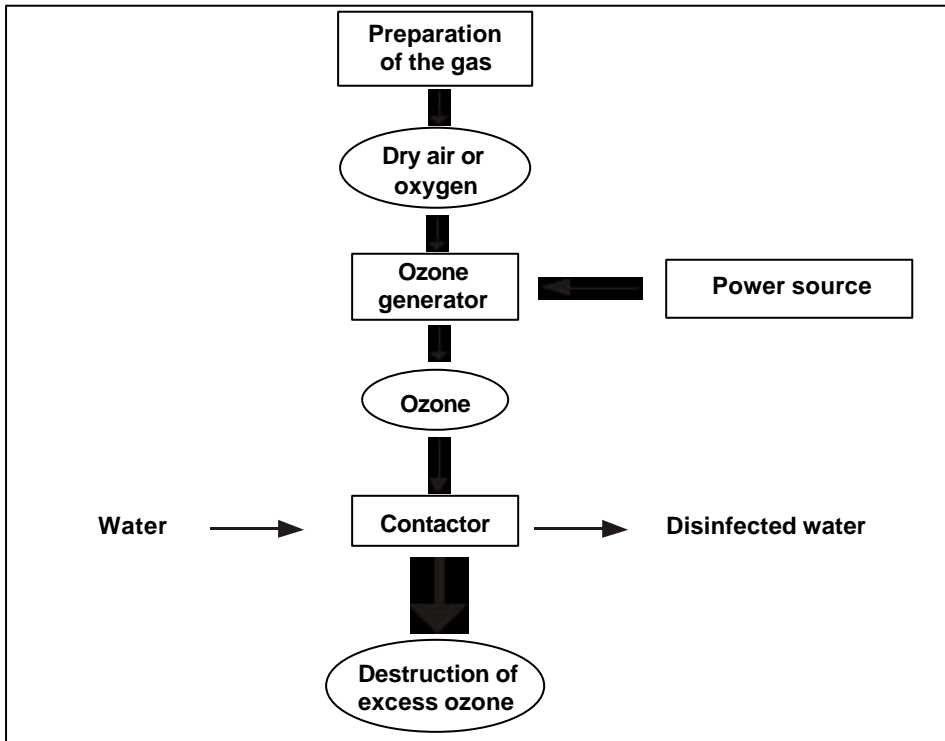 Preparation
of the gas
Dry air or
oxygen
Ozone
generator
Power source
Ozone
Water
Contactor
Disinfected water
Destruction of
excess ozone